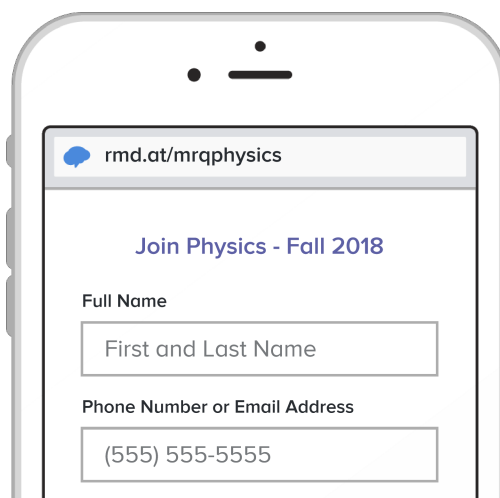 rmd.at/mrqphysics
Join Physics - Fall 2018
Full Name
First and Last Name
Phone Number or Email Address
(555) 555-5555